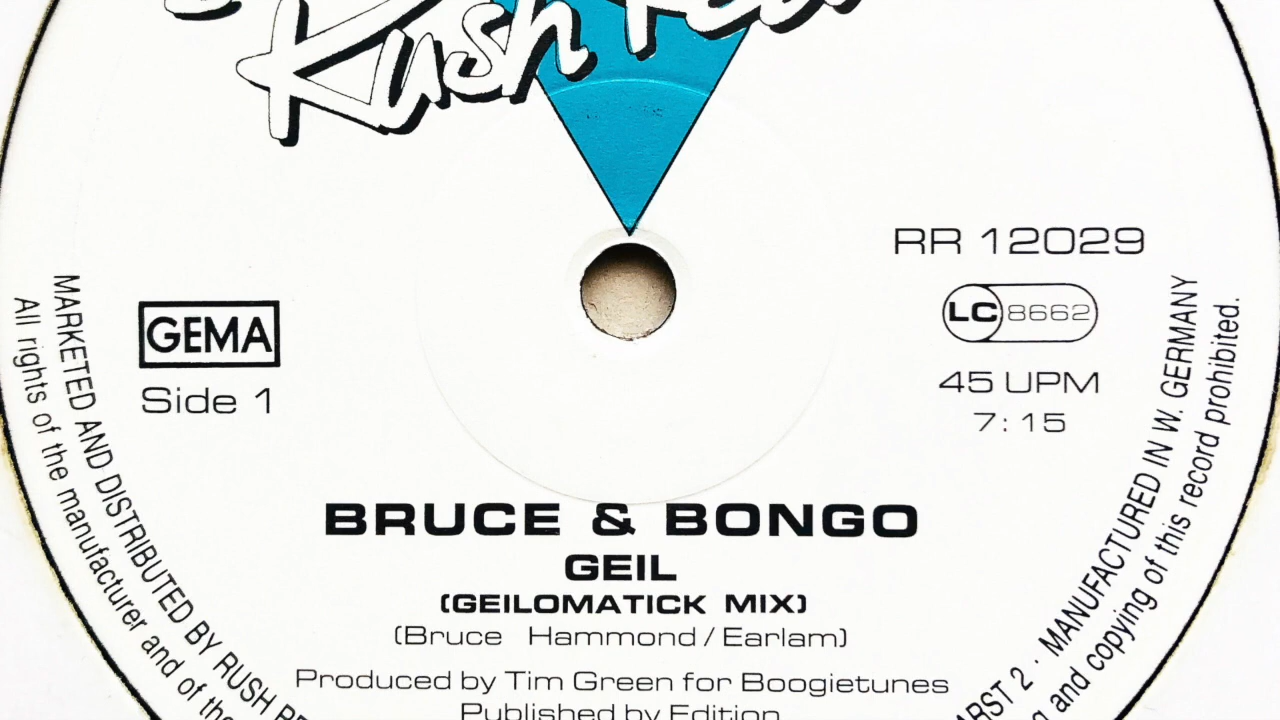 Rush
RR 12029
GEMA
LC 8662
Side 1
45 UPM
7:15
BRUCE & BONGO
GEIL
(GEILOMATICK MIX)
(Bruce Hammond / Earlam)
Produced by Tim Green for Boogietunes
Published by Edition
MARKETED AND DISTRIBUTED BY RUSH
All rights of the manufacturer and of the
2 · MANUFACTURED IN W. GERMANY
and copying of this record prohibited.